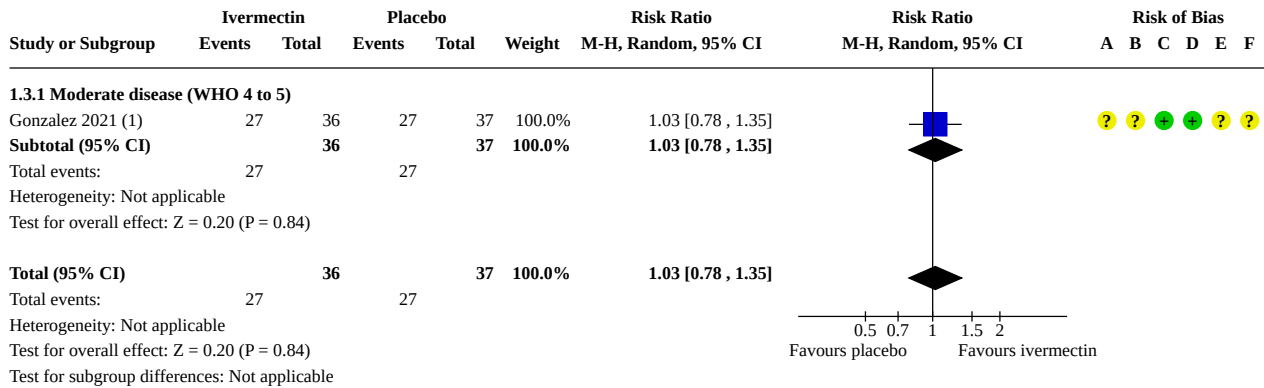 Ivermectin Placebo Risk Ratio Risk Ratio Risk of Bias
Study or Subgroup Events Total Events Total Weight M-H, Random, 95% CI M-H, Random, 95% CI A B C D E F
1.3.1 Moderate disease (WHO 4 to 5)
Gonzalez 2021 (1) 27 36 27 37 100.0% 1.03 [0.78 , 1.35] ? ? + + ? ?
Subtotal (95% CI) 36 37 100.0% 1.03 [0.78 , 1.35]
Total events: 27 27
Heterogeneity: Not applicable
Test for overall effect: Z = 0.20 (P = 0.84)
Total (95% CI) 36 37 100.0% 1.03 [0.78 , 1.35]
Total events: 27 27
Heterogeneity: Not applicable
0.5 0.7 1 1.5 2
Test for overall effect: Z = 0.20 (P = 0.84) Favours placebo Favours ivermectin
Test for subgroup differences: Not applicable